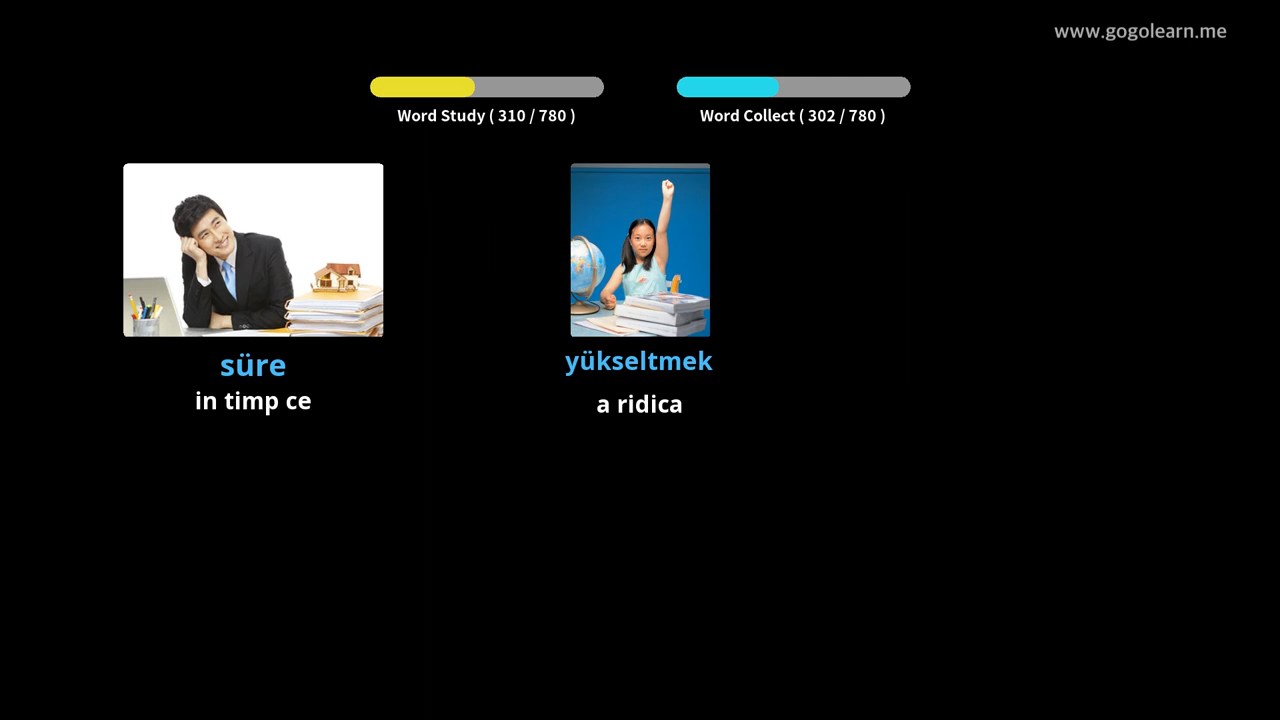 www.gogolearn.me
Word Study ( 310 / 780 )
Word Collect ( 302 / 780 )
süre
in timp ce
yükseltmek
a ridica